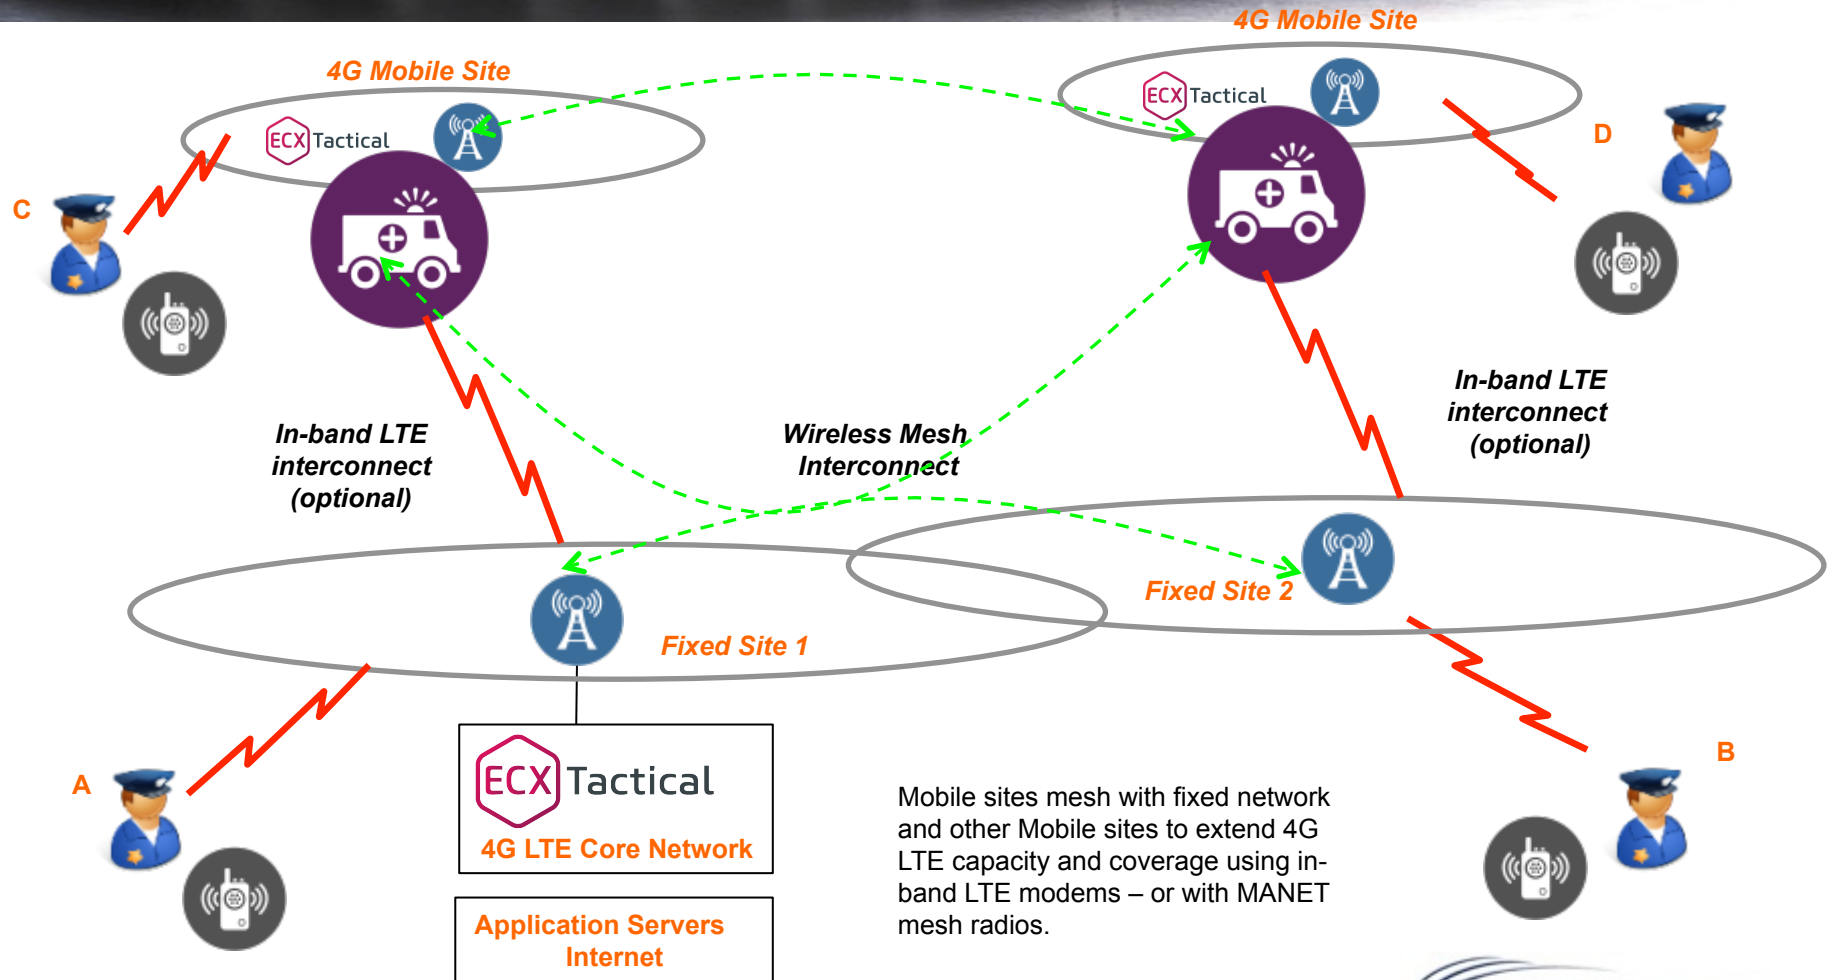 4G Mobile Site
4G Mobile Site
ECX Tactical
ECX Tactical
D
C
In-band LTE
interconnect
(optional)
In-band LTE
interconnect
(optional)
Wireless Mesh
Interconnect
Fixed Site 2
Fixed Site 1
A
B
ECX Tactical
4G LTE Core Network
Application Servers
Internet
Mobile sites mesh with fixed network
and other Mobile sites to extend 4G
LTE capacity and coverage using in-
band LTE modems – or with MANET
mesh radios.